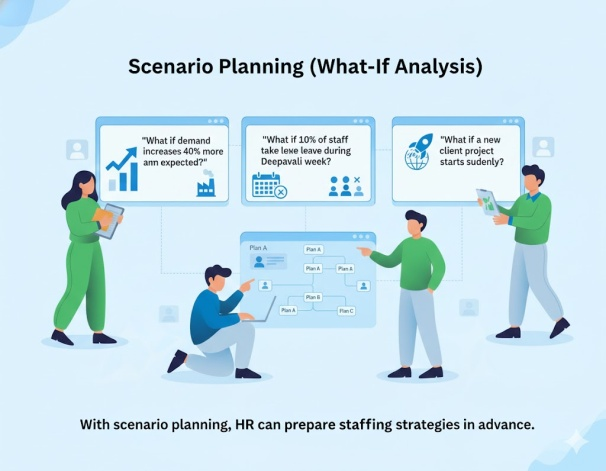 Scenario Planning (What-If Analysis)
"What if demand
increases 40% more
am expected?"
"What if 10% of staff
take lexe leave during
Deepavali week?"
"What if a new
client project
starts sudenly?
Plan A
Plan A
Plan A
Plan A
Plan B
Plan A
Plan C
With scenario planning, HR can prepare staffing strategies in advance.